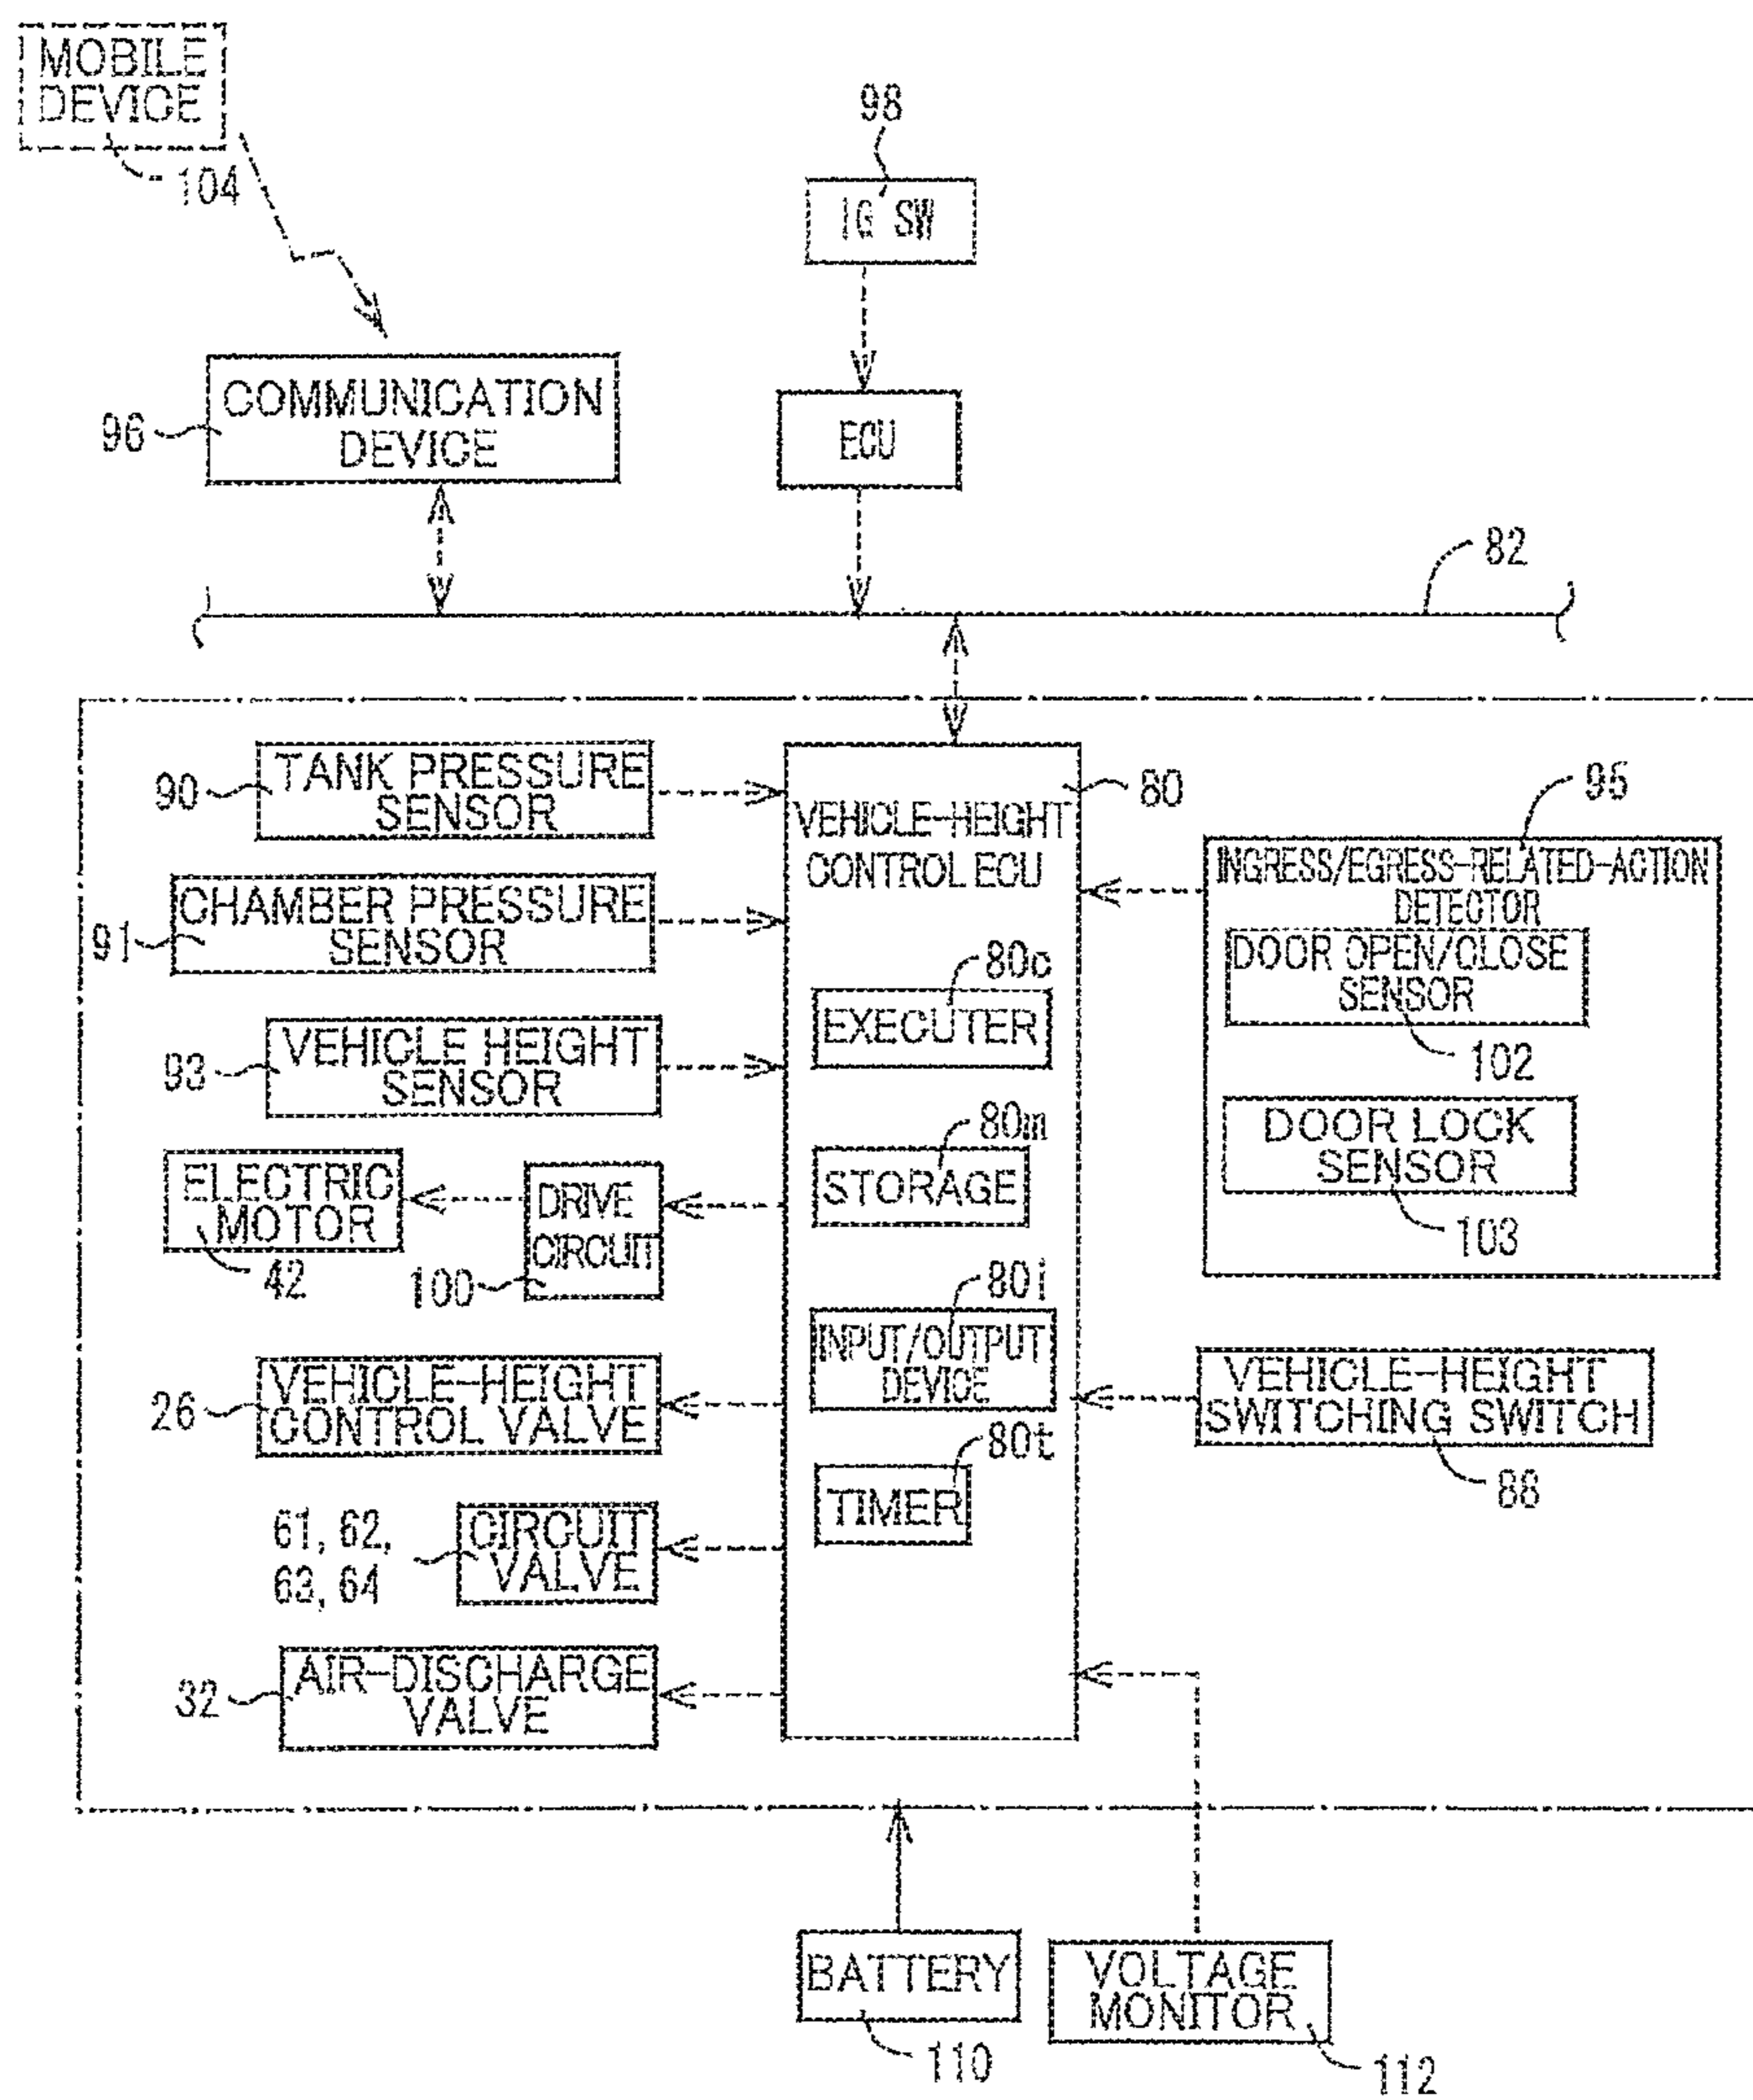 MOBILE
DEVICE
104
98
IG SW
COMMUNICATION
DEVICE
96
ECU
82
TANK PRESSURE
SENSOR
90
80
VEHICLE-HEIGHT
CONTROL ECU
95
INGRESS/EGRESS-RELATED-ACTION
DETECTOR
CHAMBER PRESSURE
SENSOR
91
DOOR OPEN/CLOSE
SENSOR
102
80c
EXECUTER
VEHICLE HEIGHT
SENSOR
93
DOOR LOCK
SENSOR
103
80m
STORAGE
ELECTRIC
MOTOR
42
DRIVE
CIRCUIT
100
80i
INPUT/OUTPUT
DEVICE
VEHICLE-HEIGHT
CONTROL VALVE
26
VEHICLE-HEIGHT
SWITCHING SWITCH
88
80t
TIMER
61, 62,
63, 64
CIRCUIT
VALVE
AIR-DISCHARGE
VALVE
32
BATTERY
110
VOLTAGE
MONITOR
112